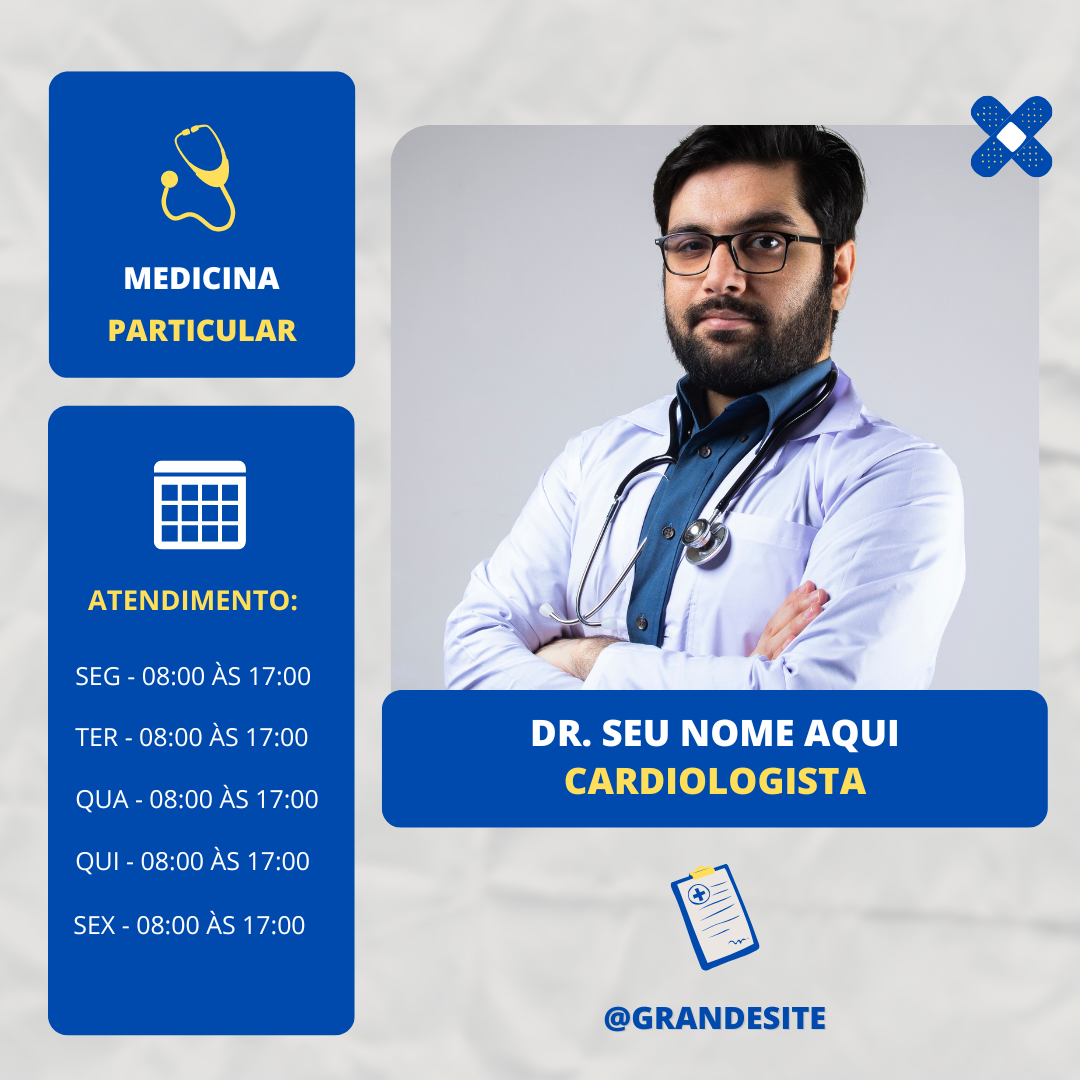 MEDICINA
PARTICULAR
ATENDIMENTO:
SEG - 08:00 ÀS 17:00
TER - 08:00 ÀS 17:00
QUA - 08:00 ÀS 17:00
QUI - 08:00 ÀS 17:00
SEX - 08:00 ÀS 17:00
DR. SEU NOME AQUI
CARDIOLOGISTA
@GRANDESITE